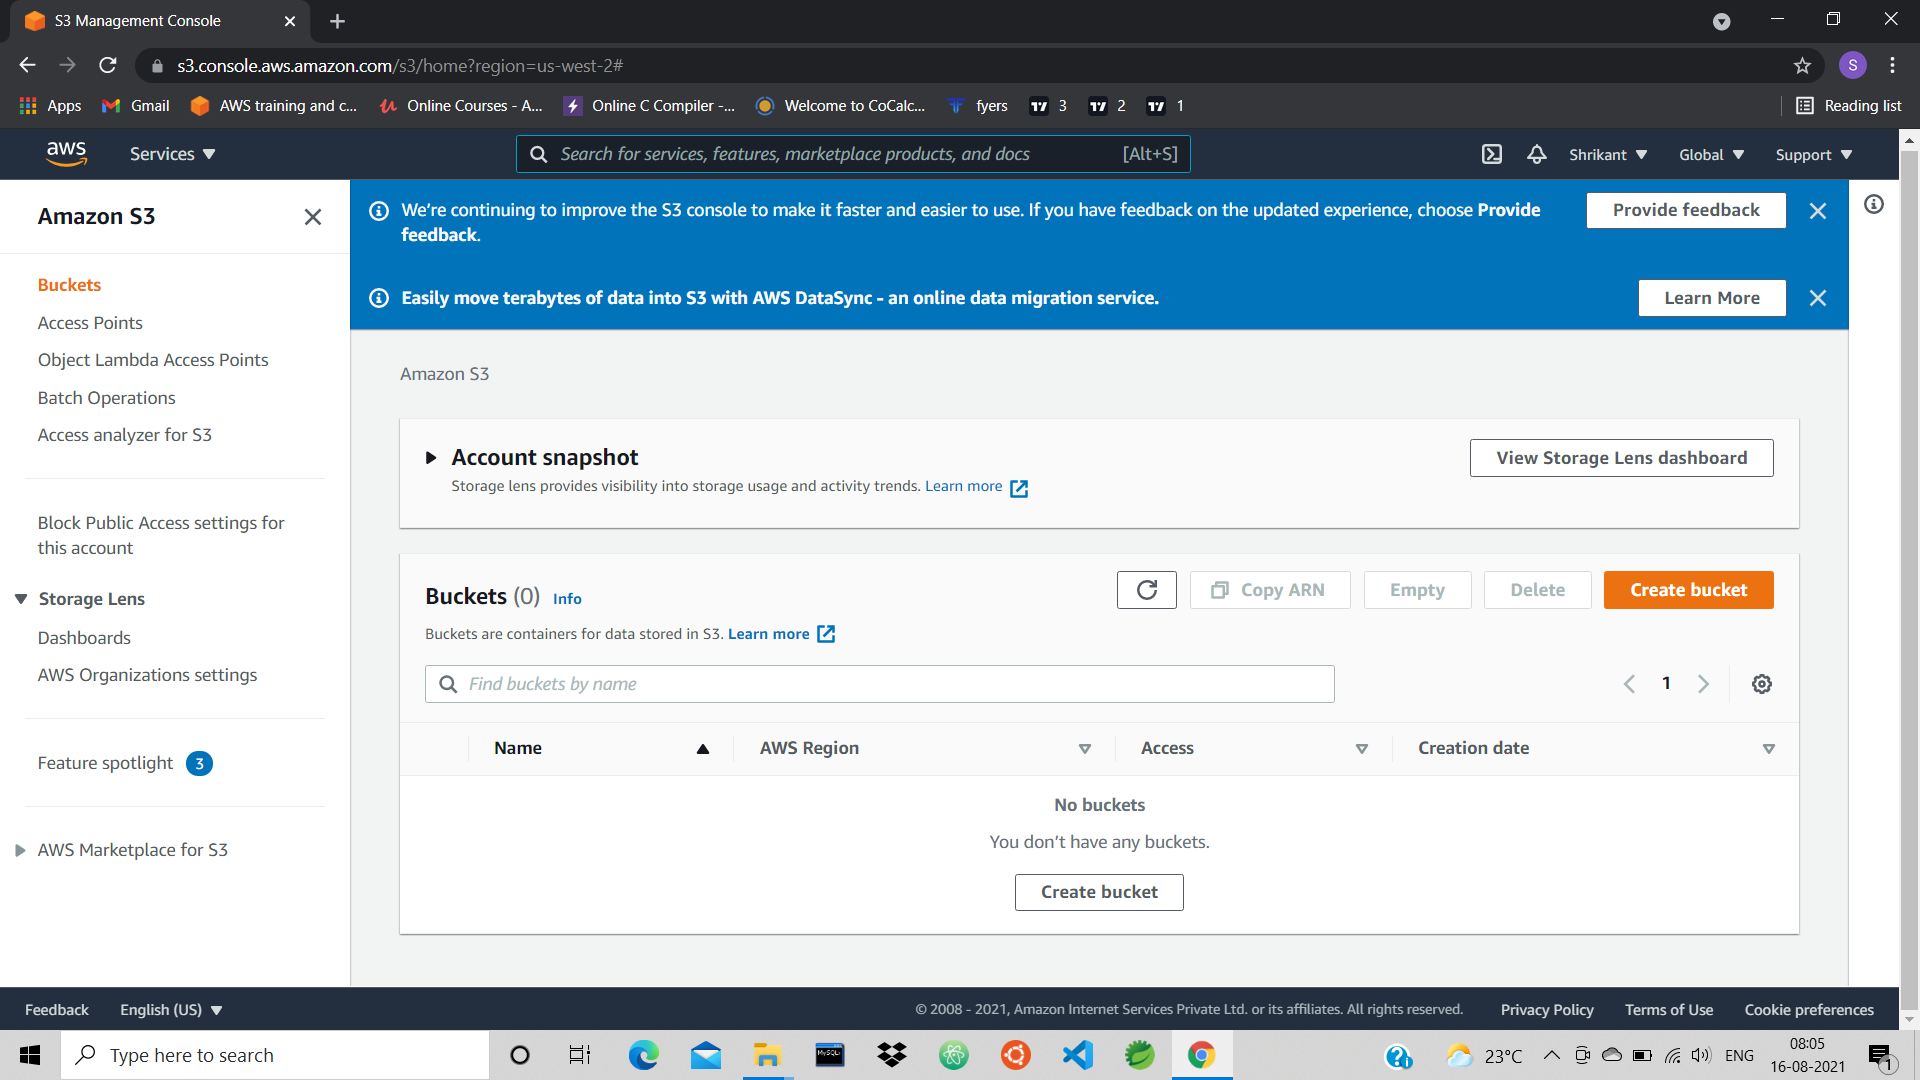 S3 Management Console
s3.console.aws.amazon.com/s3/home?region=us-west-2#
S
Apps
Gmail
AWS training and c...
Online Courses - A...
Online C Compiler -...
Welcome to CoCalc...
fyers
3
2
1
Reading list
aws
Services
Search for services, features, marketplace products, and docs
[Alt+S]
Shrikant
Global
Support
Amazon S3
Buckets
Access Points
Object Lambda Access Points
Batch Operations
Access analyzer for S3
Block Public Access settings for
this account
Storage Lens
Dashboards
AWS Organizations settings
Feature spotlight 3
AWS Marketplace for S3
We’re continuing to improve the S3 console to make it faster and easier to use. If you have feedback on the updated experience, choose Provide
feedback.
Provide feedback
Easily move terabytes of data into S3 with AWS DataSync - an online data migration service.
Learn More
Amazon S3
Account snapshot
Storage lens provides visibility into storage usage and activity trends. Learn more
View Storage Lens dashboard
Buckets (0) Info
Copy ARN
Empty
Delete
Create bucket
Buckets are containers for data stored in S3. Learn more
Find buckets by name
1
Name
AWS Region
Access
Creation date
No buckets
You don’t have any buckets.
Create bucket
Feedback
English (US)
© 2008 - 2021, Amazon Internet Services Private Ltd. or its affiliates. All rights reserved.
Privacy Policy
Terms of Use
Cookie preferences
Type here to search
MySQL
23°C
ENG
08:05
16-08-2021
1